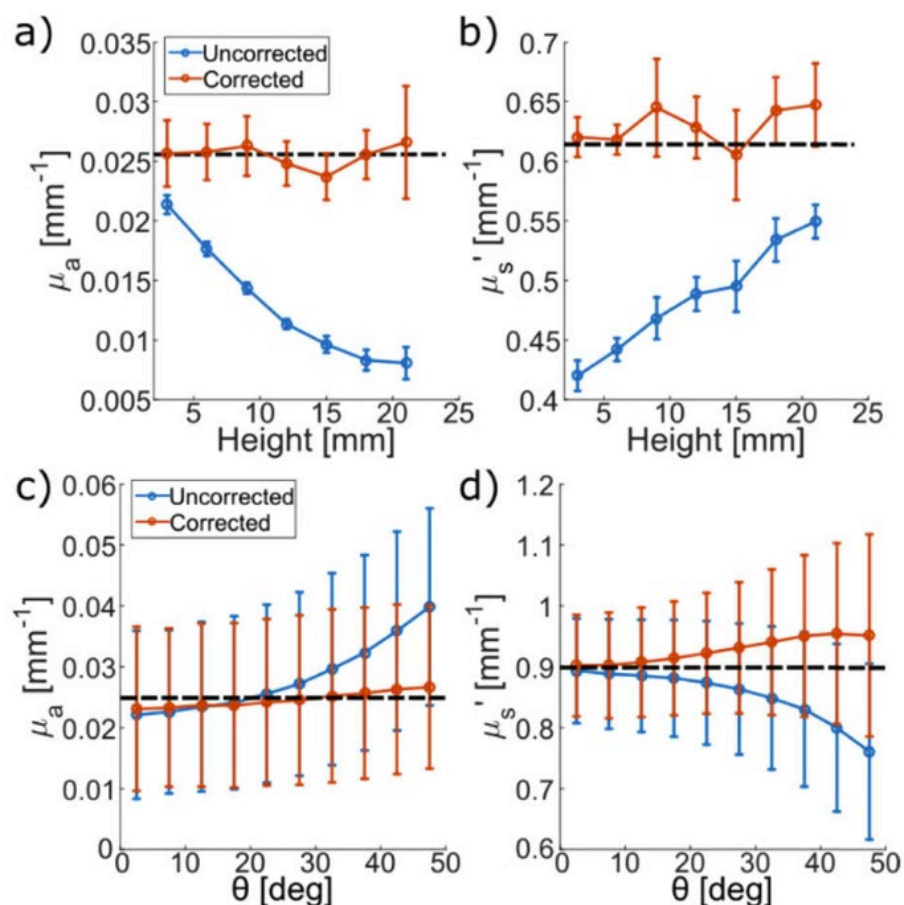 a)
0.035
0.03
0.025
0.02
0.015
0.01
0.005
μa [mm-1]
Uncorrected
Corrected
5 10 15 20 25
Height [mm]
b)
0.7
0.65
0.6
0.55
0.5
0.45
0.4
μs' [mm-1]
5 10 15 20 25
Height [mm]
c)
0.06
0.05
0.04
0.03
0.02
0.01
0
μa [mm-1]
Uncorrected
Corrected
0 10 20 30 40 50
θ [deg]
d)
1.2
1.1
1
0.9
0.8
0.7
0.6
μs' [mm-1]
0 10 20 30 40 50
θ [deg]